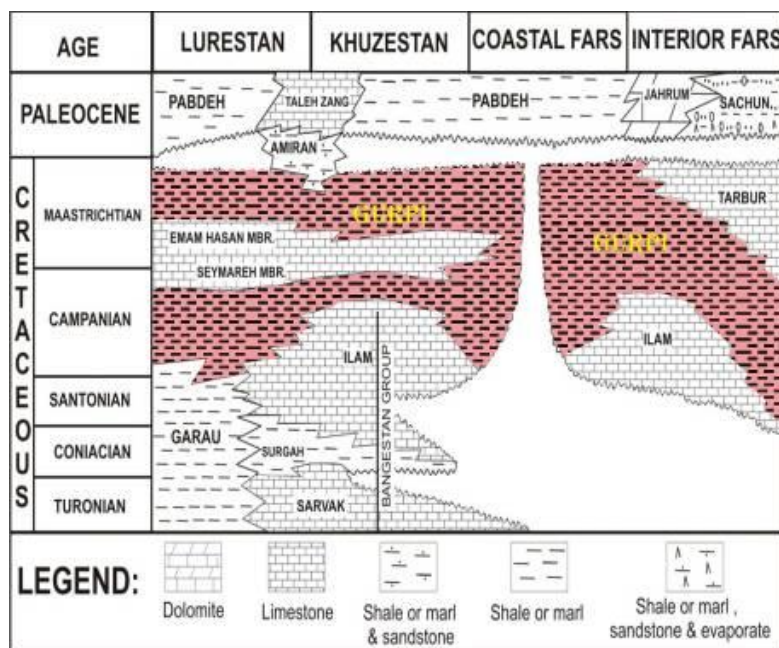 AGE
LURESTAN
KHUZESTAN
COASTAL FARS
INTERIOR FARS
PALEOCENE
PABDEH
TALEH ZANG
PABDEH
JAHRUM
SACHUN.
AMIRAN
CRETACEOUS
MAASTRICHTIAN
GURPI
TARBUR
EMAM HASAN MBR.
GURPI
SEYMAREH MBR.
CAMPANIAN
ILAM
ILAM
SANTONIAN
BANGESTAN GROUP
CONIACIAN
GARAU
SURGAH
TURONIAN
SARVAK
LEGEND:
Dolomite
Limestone
Shale or marl
& sandstone
Shale or marl
Shale or marl ,
sandstone & evaporate